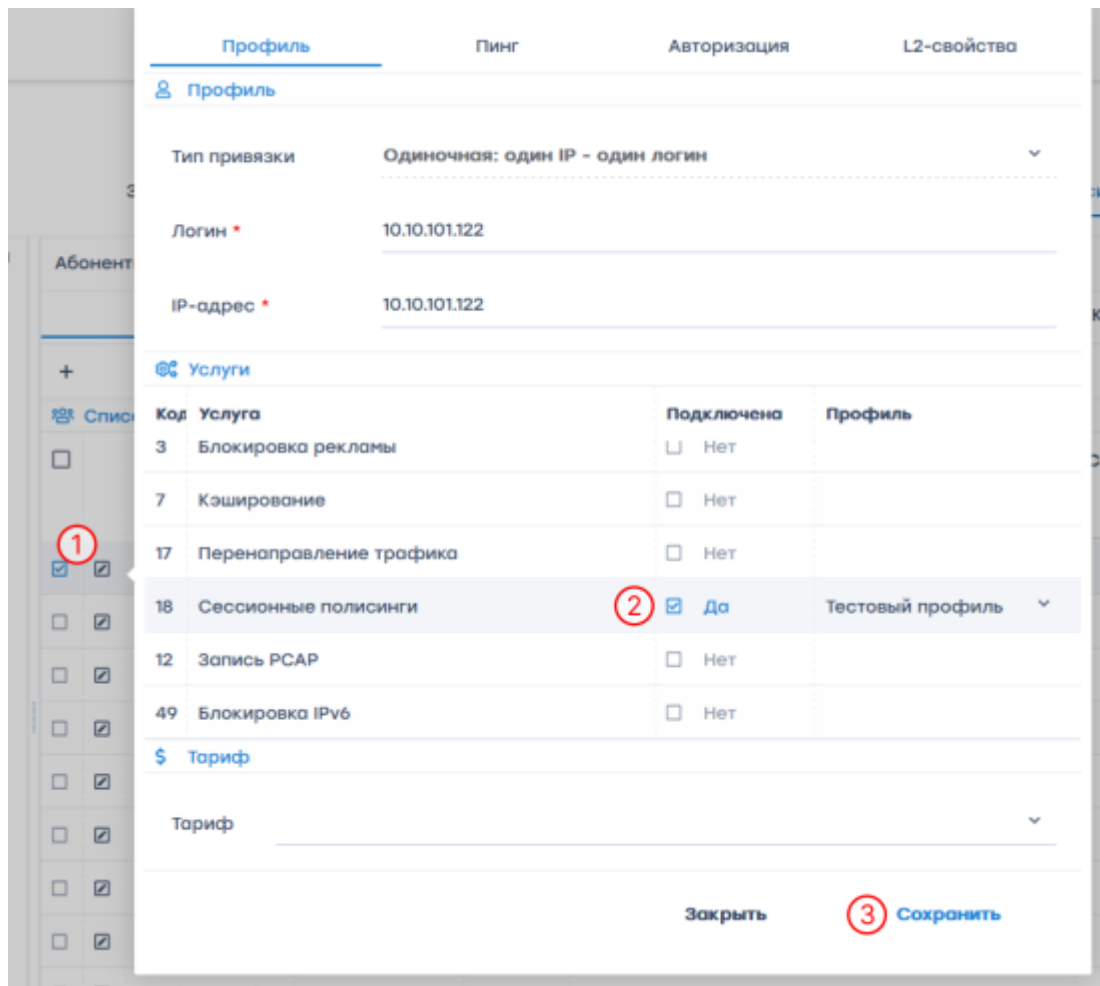 Профиль Пинг Авторизация L2-свойства
Профиль
Тип привязки Одиночная: один IP - один логин
Логин * 10.10.101.122
Абонент
IP-адрес * 10.10.101.122
+ Услуги
Код Услуга Подключена Профиль
3 Блокировка рекламы Нет
7 Кэширование Нет
1
17 Перенаправление трафика Нет
18 Сессионные полисинги 2 Да Тестовый профиль
12 Запись PCAP Нет
49 Блокировка IPv6 Нет
$ Тариф
Тариф
Закрыть 3 Сохранить